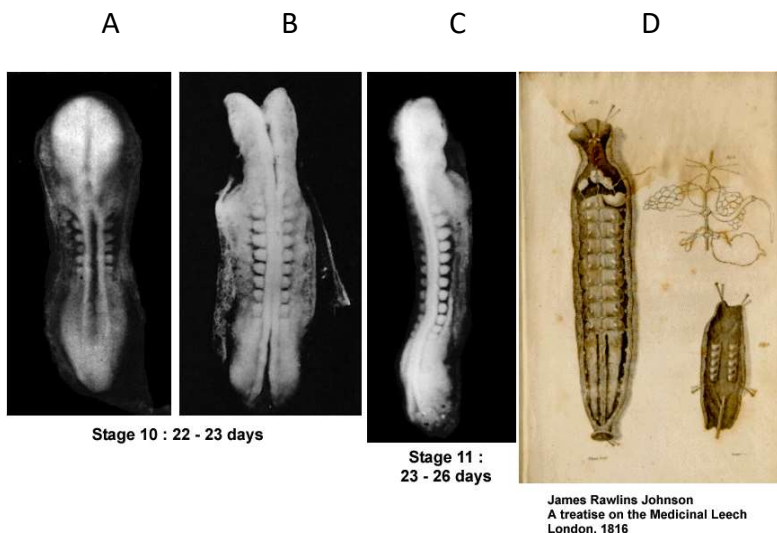 A B C D
Stage 10 : 22 - 23 days
Stage 11 :
23 - 26 days
James Rawlins Johnson
A treatise on the Medicinal Leech
London, 1816